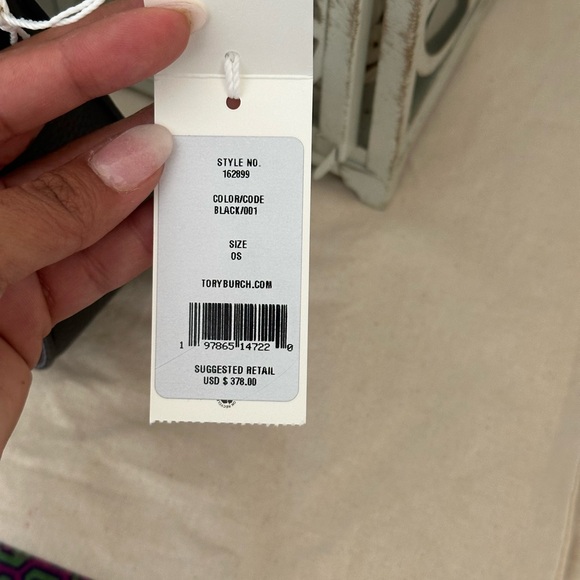 STYLE NO.
162899
COLOR/CODE
BLACK/001
SIZE
OS
TORYBURCH.COM
1 97865 14722 0
SUGGESTED RETAIL
USD $ 378.00